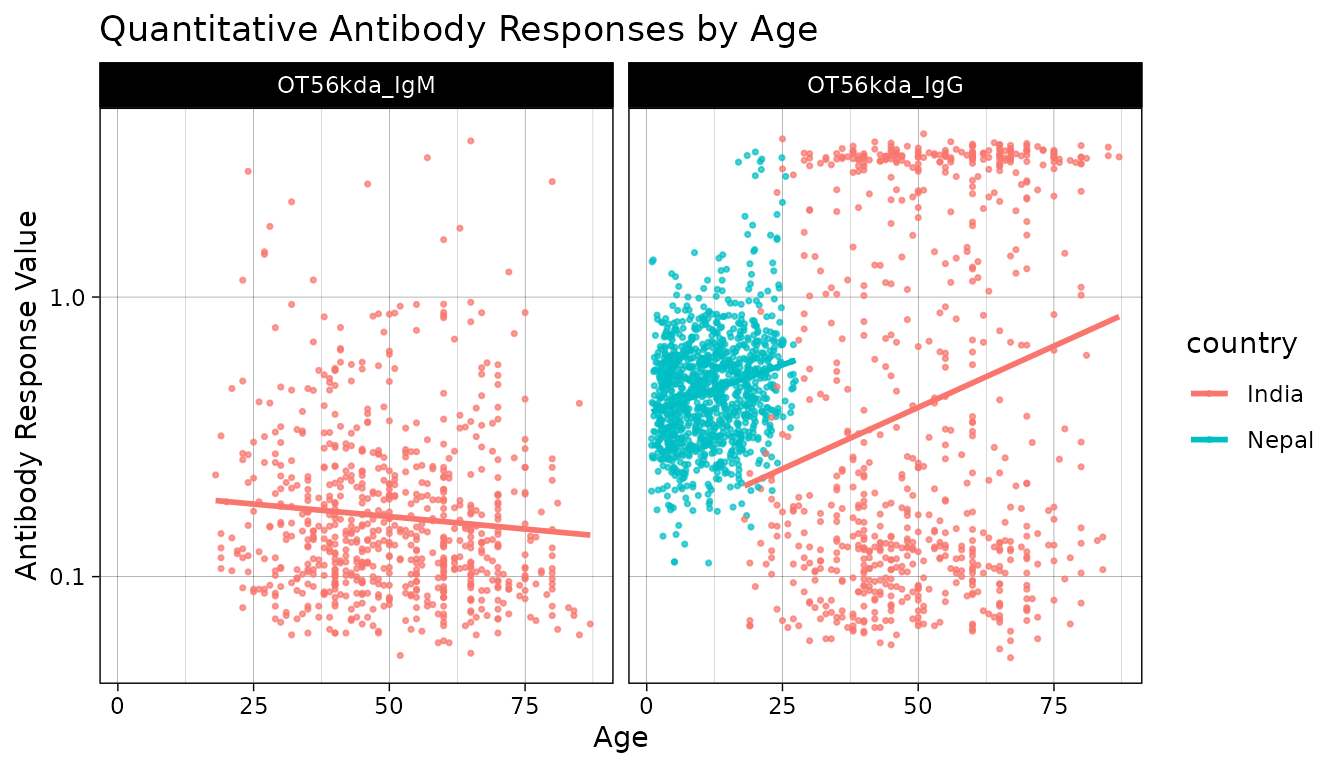 Quantitative Antibody Responses by Age
OT56kda_IgM
OT56kda_IgG
Antibody Response Value
1.0
0.1
0 25 50 75
0 25 50 75
Age
country
India
Nepal